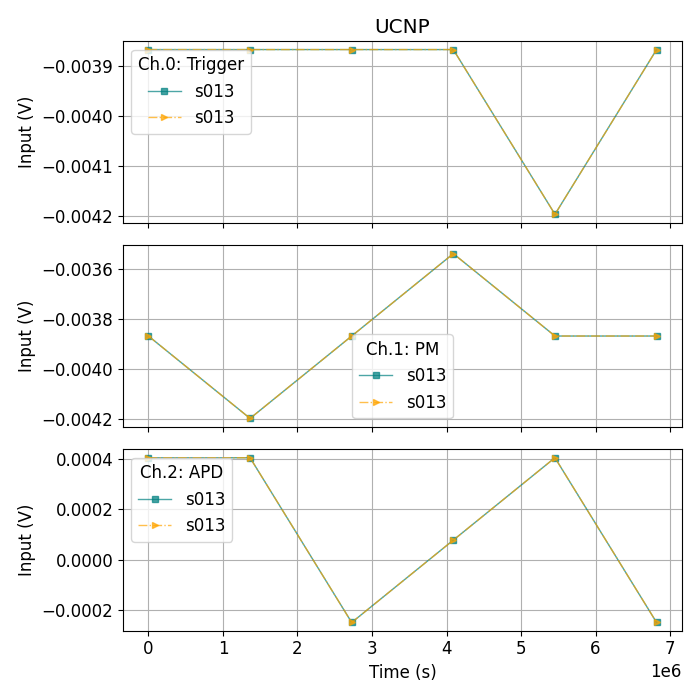 UCNP
Input (V)
−0.0039
−0.0040
−0.0041
−0.0042
Ch.0: Trigger
s013
s013
Input (V)
−0.0036
−0.0038
−0.0040
−0.0042
Ch.1: PM
s013
s013
Input (V)
0.0004
0.0002
0.0000
−0.0002
Ch.2: APD
s013
s013
0 1 2 3 4 5 6 7
1e6
Time (s)